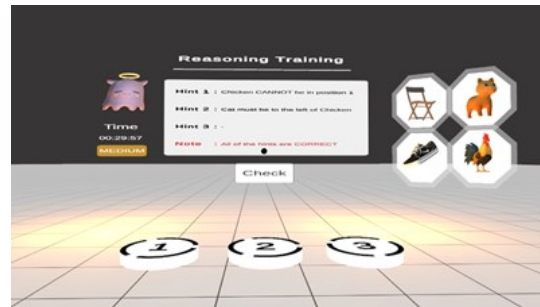 Reasoning Training
Hint 1 : Chicken CANNOT be in position 1
Hint 2 : Cat must be to the left of Chicken
Hint 3 : -
Note : All of the hints are CORRECT
Time
00:29:57
MEDIUM
Check
1 2 3